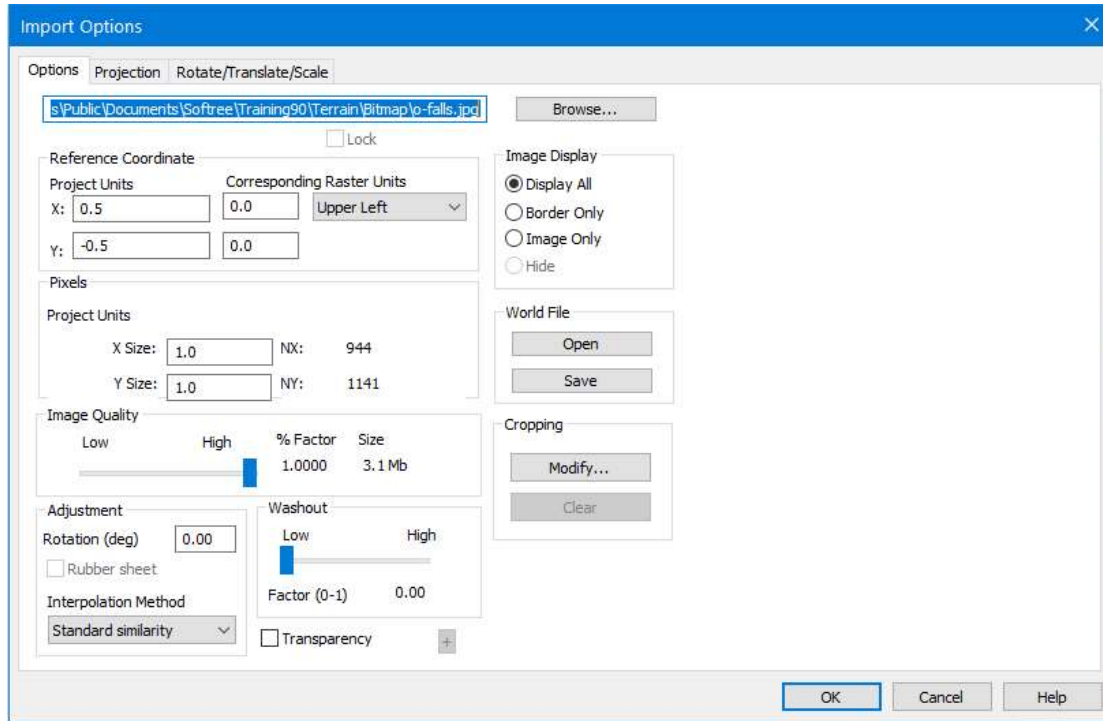 Import Options
Options Projection Rotate/Translate/Scale
s\Public\Documents\Softree\Training90\Terrain\Bitmap\o-falls.jpg Browse...
Lock
Reference Coordinate
Project Units Corresponding Raster Units
X: 0.5 0.0 Upper Left
Y: -0.5 0.0
Pixels
Project Units
X Size: 1.0 NX: 944
Y Size: 1.0 NY: 1141
Image Quality
Low High % Factor Size
1.0000 3.1 Mb
Adjustment
Rotation (deg) 0.00
Rubber sheet
Interpolation Method
Standard similarity
Washout
Low High
Factor (0-1) 0.00
Transparency +
Image Display
Display All
Border Only
Image Only
Hide
World File
Open
Save
Cropping
Modify...
Clear
OK Cancel Help